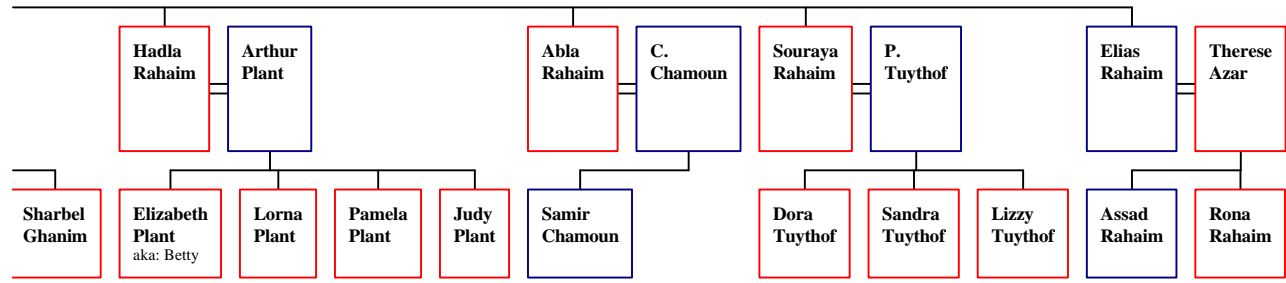 Hadla
Rahaim
Arthur
Plant
Abla
Rahaim
C.
Chamoun
Souraya
Rahaim
P.
Tuythof
Elias
Rahaim
Therese
Azar
Sharbel
Ghanim
Elizabeth
Plant
aka: Betty
Lorna
Plant
Pamela
Plant
Judy
Plant
Samir
Chamoun
Dora
Tuythof
Sandra
Tuythof
Lizzy
Tuythof
Assad
Rahaim
Rona
Rahaim